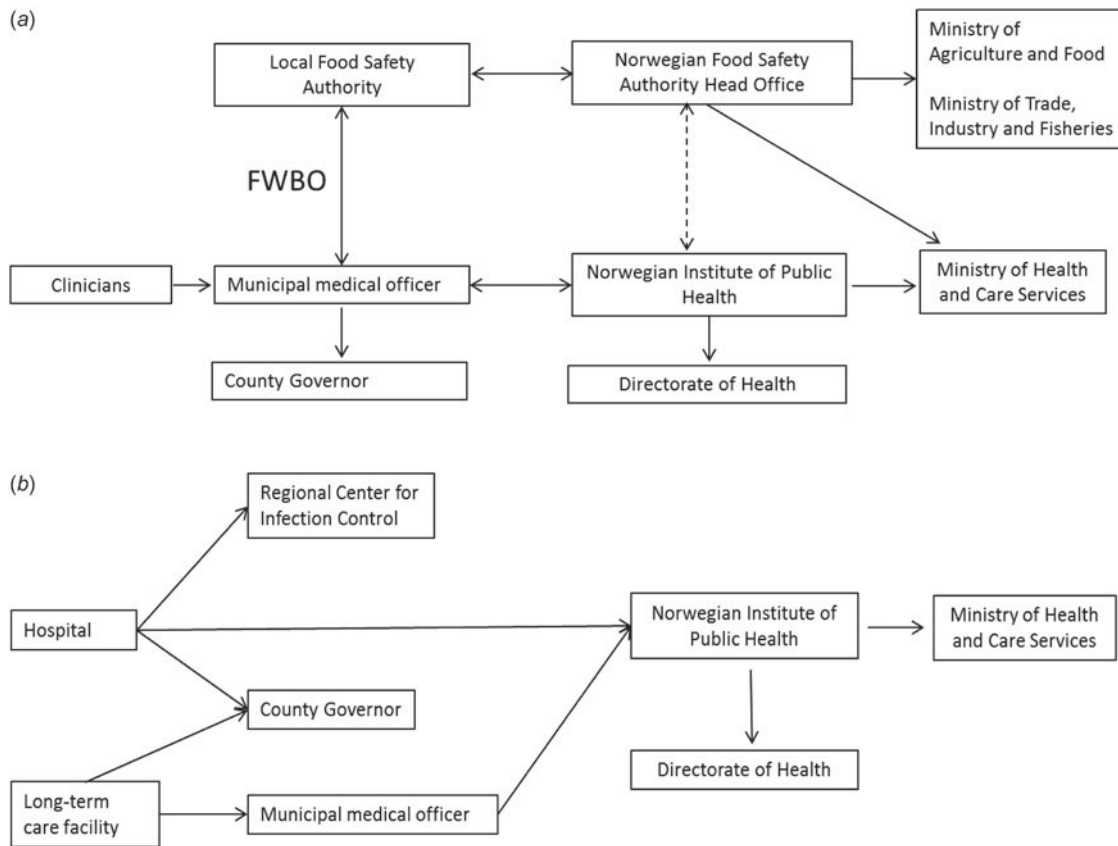 (a)
Local Food Safety
Authority
Norwegian Food Safety
Authority Head Office
Ministry of
Agriculture and Food
Ministry of Trade,
Industry and Fisheries
FWBO
Clinicians
Municipal medical officer
Norwegian Institute of Public
Health
Ministry of Health
and Care Services
County Governor
Directorate of Health
(b)
Regional Center for
Infection Control
Hospital
Norwegian Institute of
Public Health
Ministry of Health
and Care Services
County Governor
Directorate of Health
Long-term
care facility
Municipal medical officer